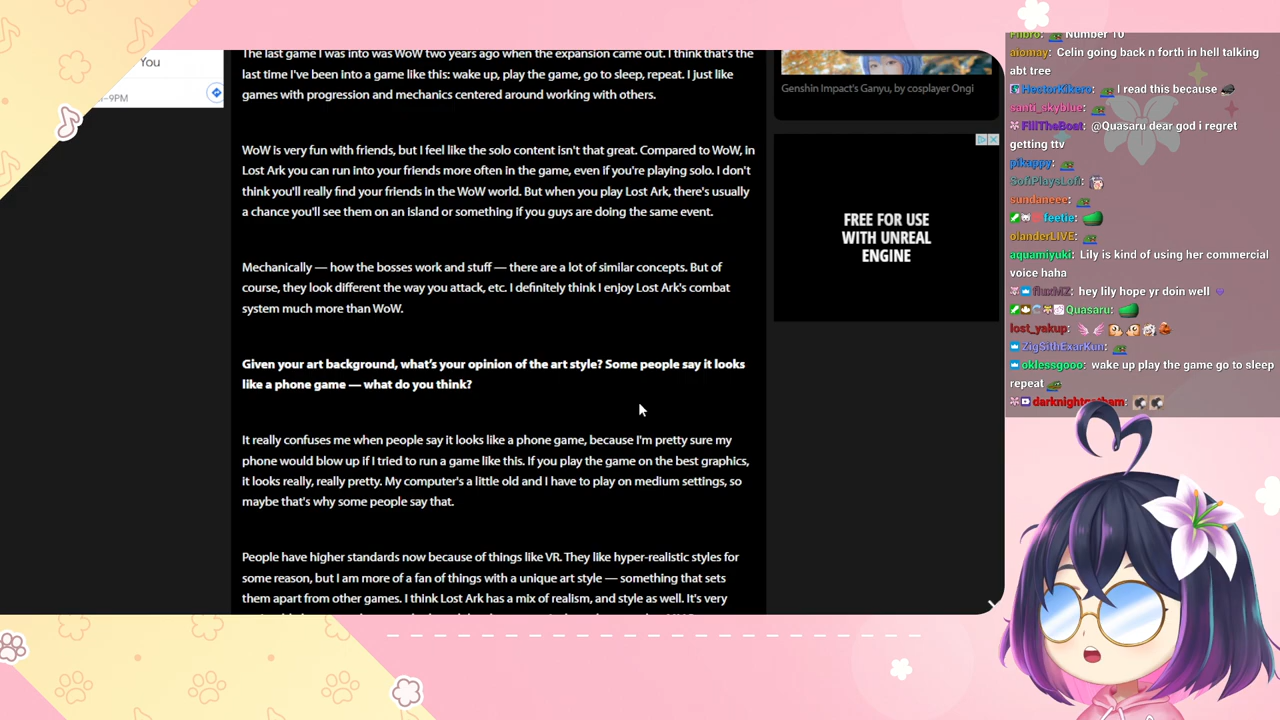 You
-9PM
The last game I was into was WoW two years ago when the expansion came out. I think that's the
last time I've been into a game like this: wake up, play the game, go to sleep, repeat. I just like
games with progression and mechanics centered around working with others.
WoW is very fun with friends, but I feel like the solo content isn't that great. Compared to WoW, in
Lost Ark you can run into your friends more often in the game, even if you're playing solo. I don't
think you'll really find your friends in the WoW world. But when you play Lost Ark, there's usually
a chance you'll see them on an island or something if you guys are doing the same event.
Mechanically — how the bosses work and stuff — there are a lot of similar concepts. But of
course, they look different the way you attack, etc. I definitely think I enjoy Lost Ark's combat
system much more than WoW.
Given your art background, what's your opinion of the art style? Some people say it looks
like a phone game — what do you think?
It really confuses me when people say it looks like a phone game, because I'm pretty sure my
phone would blow up if I tried to run a game like this. If you play the game on the best graphics,
it looks really, really pretty. My computer's a little old and I have to play on medium settings, so
maybe that's why some people say that.
People have higher standards now because of things like VR. They like hyper-realistic styles for
some reason, but I am more of a fan of things with a unique art style — something that sets
them apart from other games. I think Lost Ark has a mix of realism, and style as well. It's very
Genshin Impact's Ganyu, by cosplayer Ongi
FREE FOR USE
WITH UNREAL
ENGINE
Number 10
aiomay: Celin going back n forth in hell talking
abt tree
HectorKikero: I read this because
santi_skyblue:
FillTheBoat: @Quasaru dear god i regret
getting ttv
pikappy:
SofiPlaysLofi:
sundaneee:
feetie:
olanderLIVE:
aquamiyuki: Lily is kind of using her commercial
voice haha
fluxMZ: hey lily hope yr doin well
Quasaru:
lost_yakup:
ZigSithExarKun:
oklessgooo: wake up play the game go to sleep
repeat
darknightgotham: